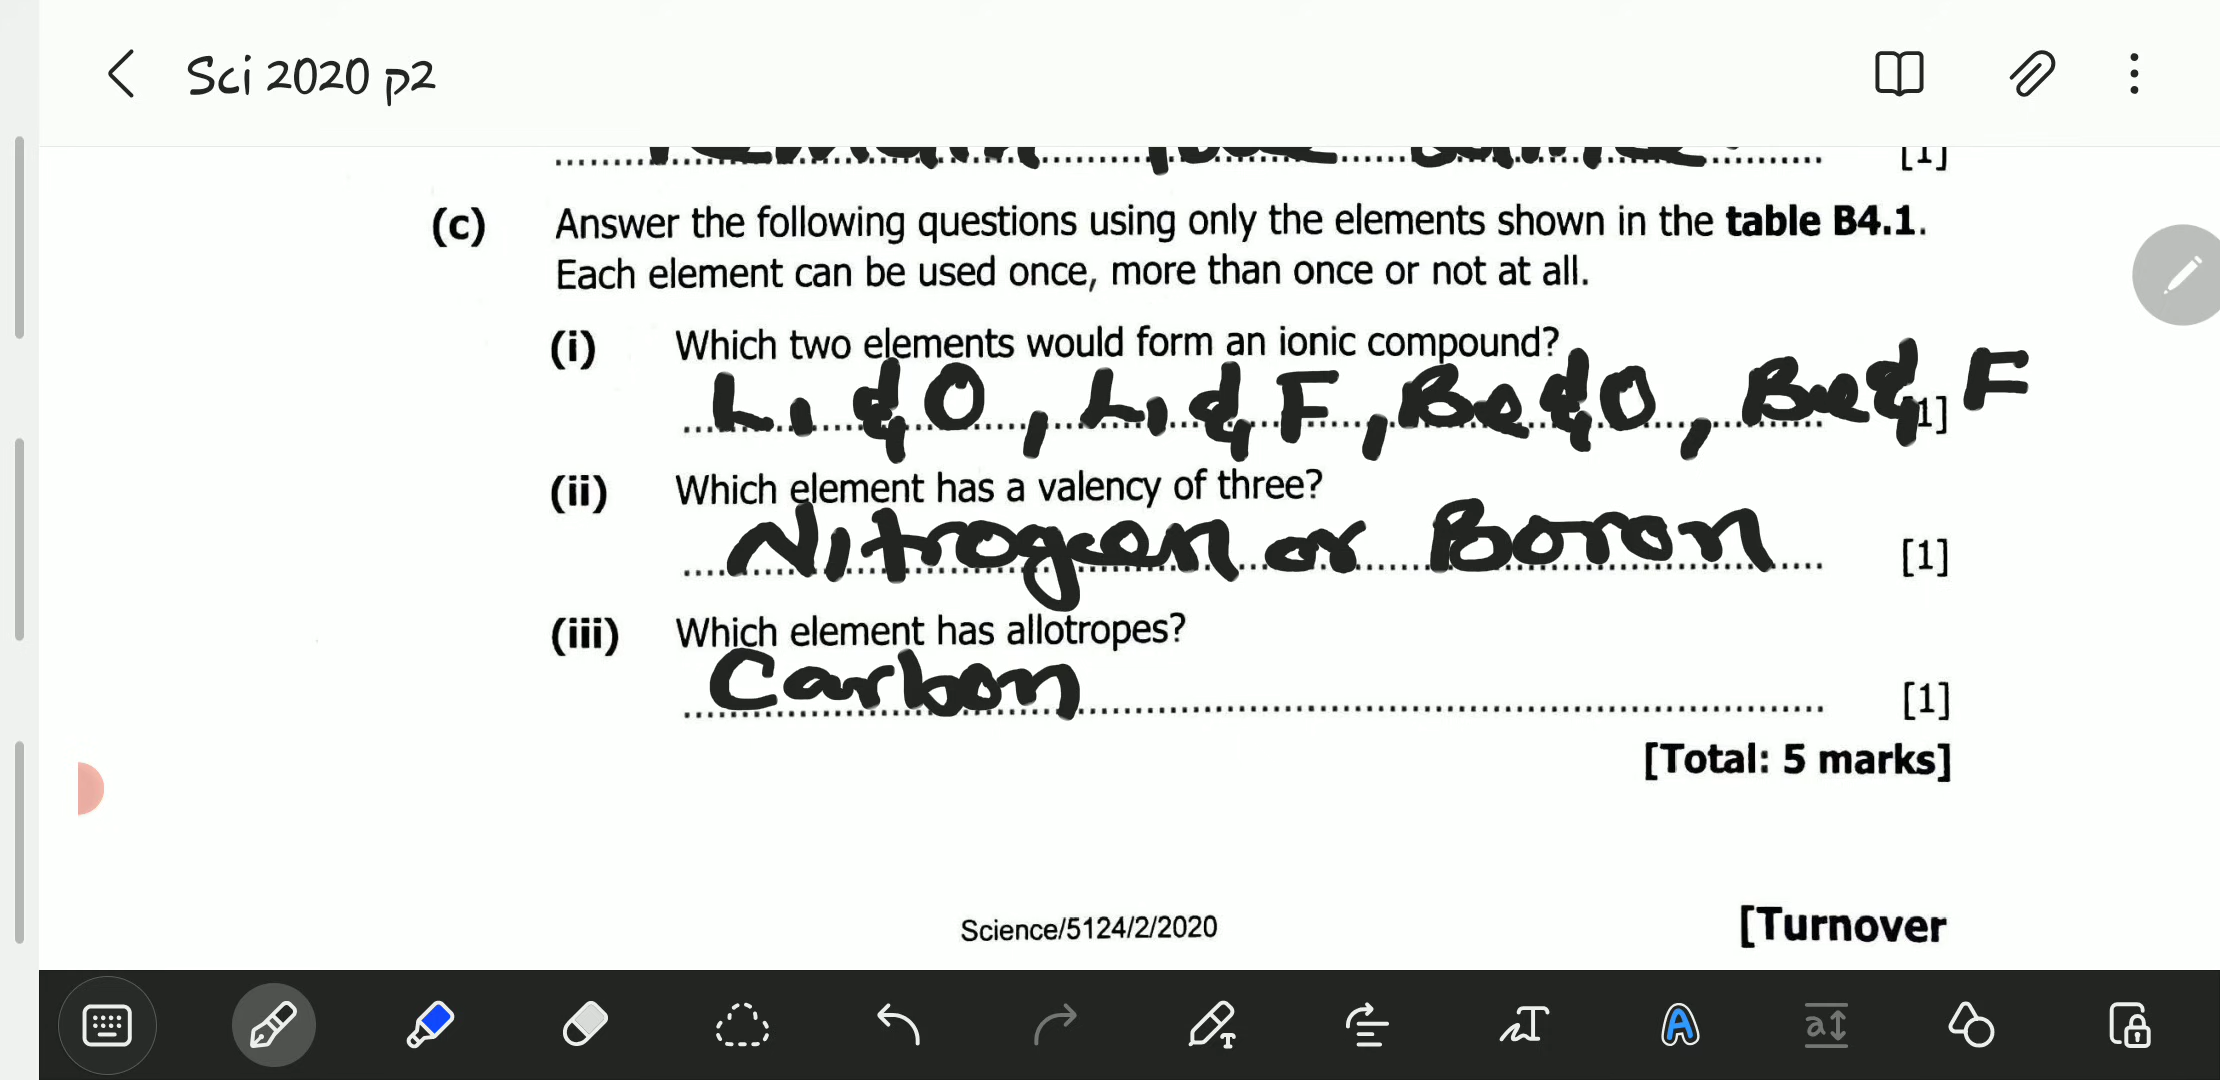 Sci 2020 p2
[1]
(c) Answer the following questions using only the elements shown in the table B4.1.
Each element can be used once, more than once or not at all.
(i) Which two elements would form an ionic compound?
Li & O, Li & F, Be & O, Be & F
[1]
(ii) Which element has a valency of three?
Nitrogen or Boron [1]
(iii) Which element has allotropes?
Carbon [1]
[Total: 5 marks]
Science/5124/2/2020 [Turnover